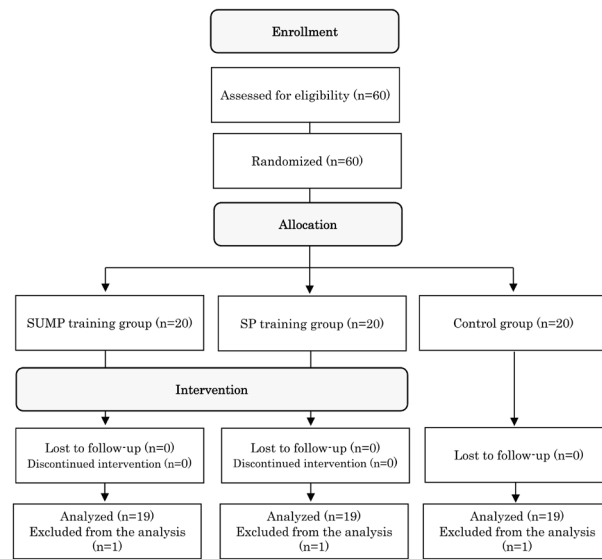 Enrollment
Assessed for eligibility (n=60)
Randomized (n=60)
Allocation
SUMP training group (n=20)
SP training group (n=20)
Control group (n=20)
Intervention
Lost to follow-up (n=0)
Discontinued intervention (n=0)
Lost to follow-up (n=0)
Discontinued intervention (n=0)
Lost to follow-up (n=0)
Analyzed (n=19)
Excluded from the analysis
(n=1)
Analyzed (n=19)
Excluded from the analysis
(n=1)
Analyzed (n=19)
Excluded from the analysis
(n=1)